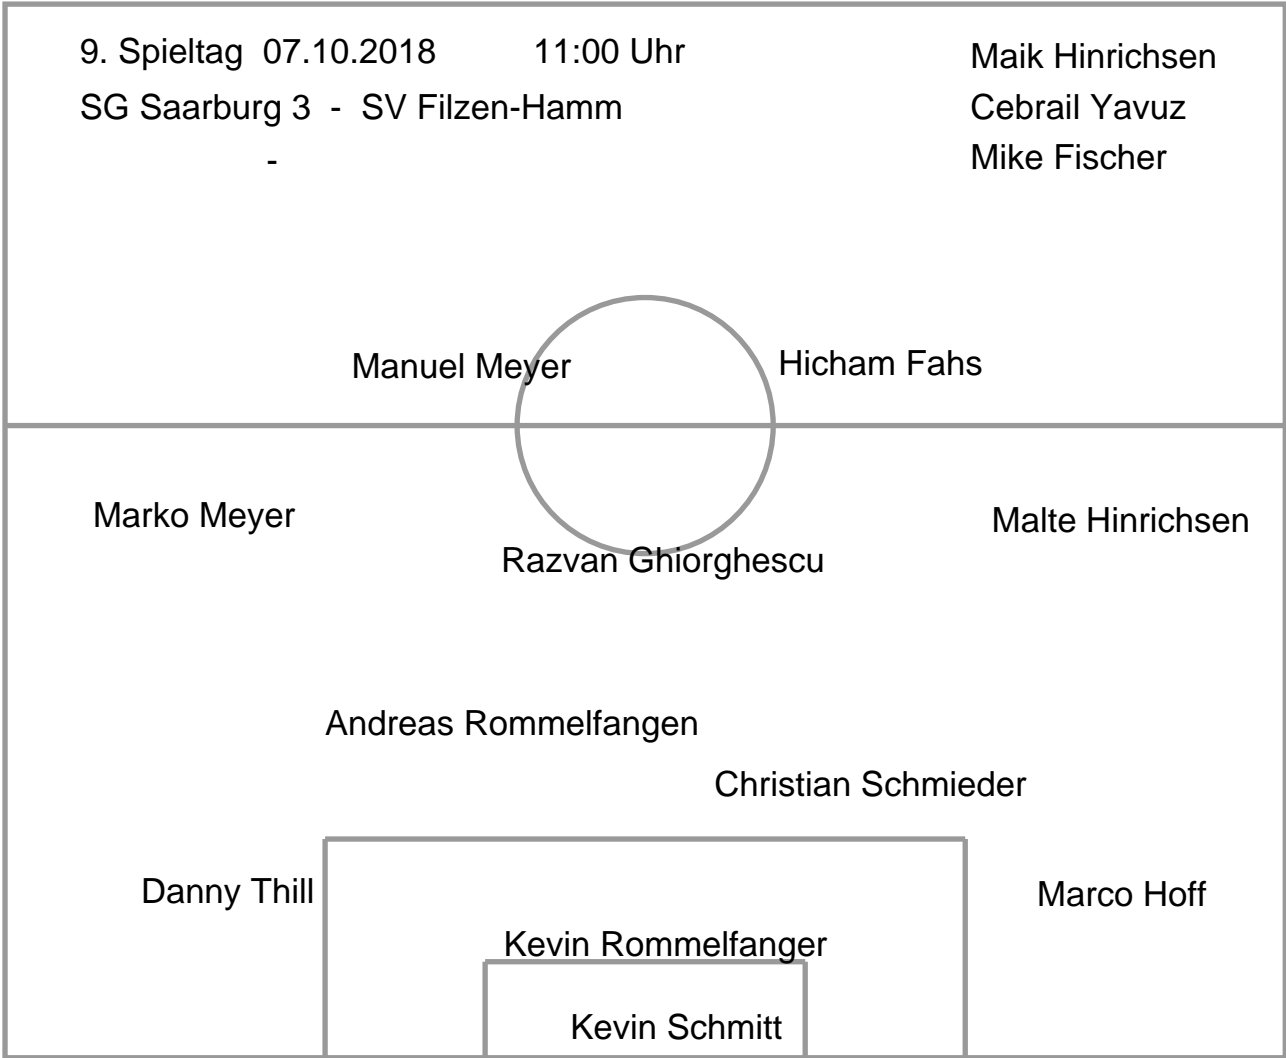 9. Spieltag  07.10.2018  11:00 Uhr
SG Saarburg 3  -  SV Filzen-Hamm
-
Maik Hinrichsen
Cebrail Yavuz
Mike Fischer
Manuel Meyer
Hicham Fahs
Marko Meyer
Malte Hinrichsen
Razvan Ghiorghescu
Andreas Rommelfangen
Christian Schmieder
Danny Thill
Marco Hoff
Kevin Rommelfanger
Kevin Schmitt